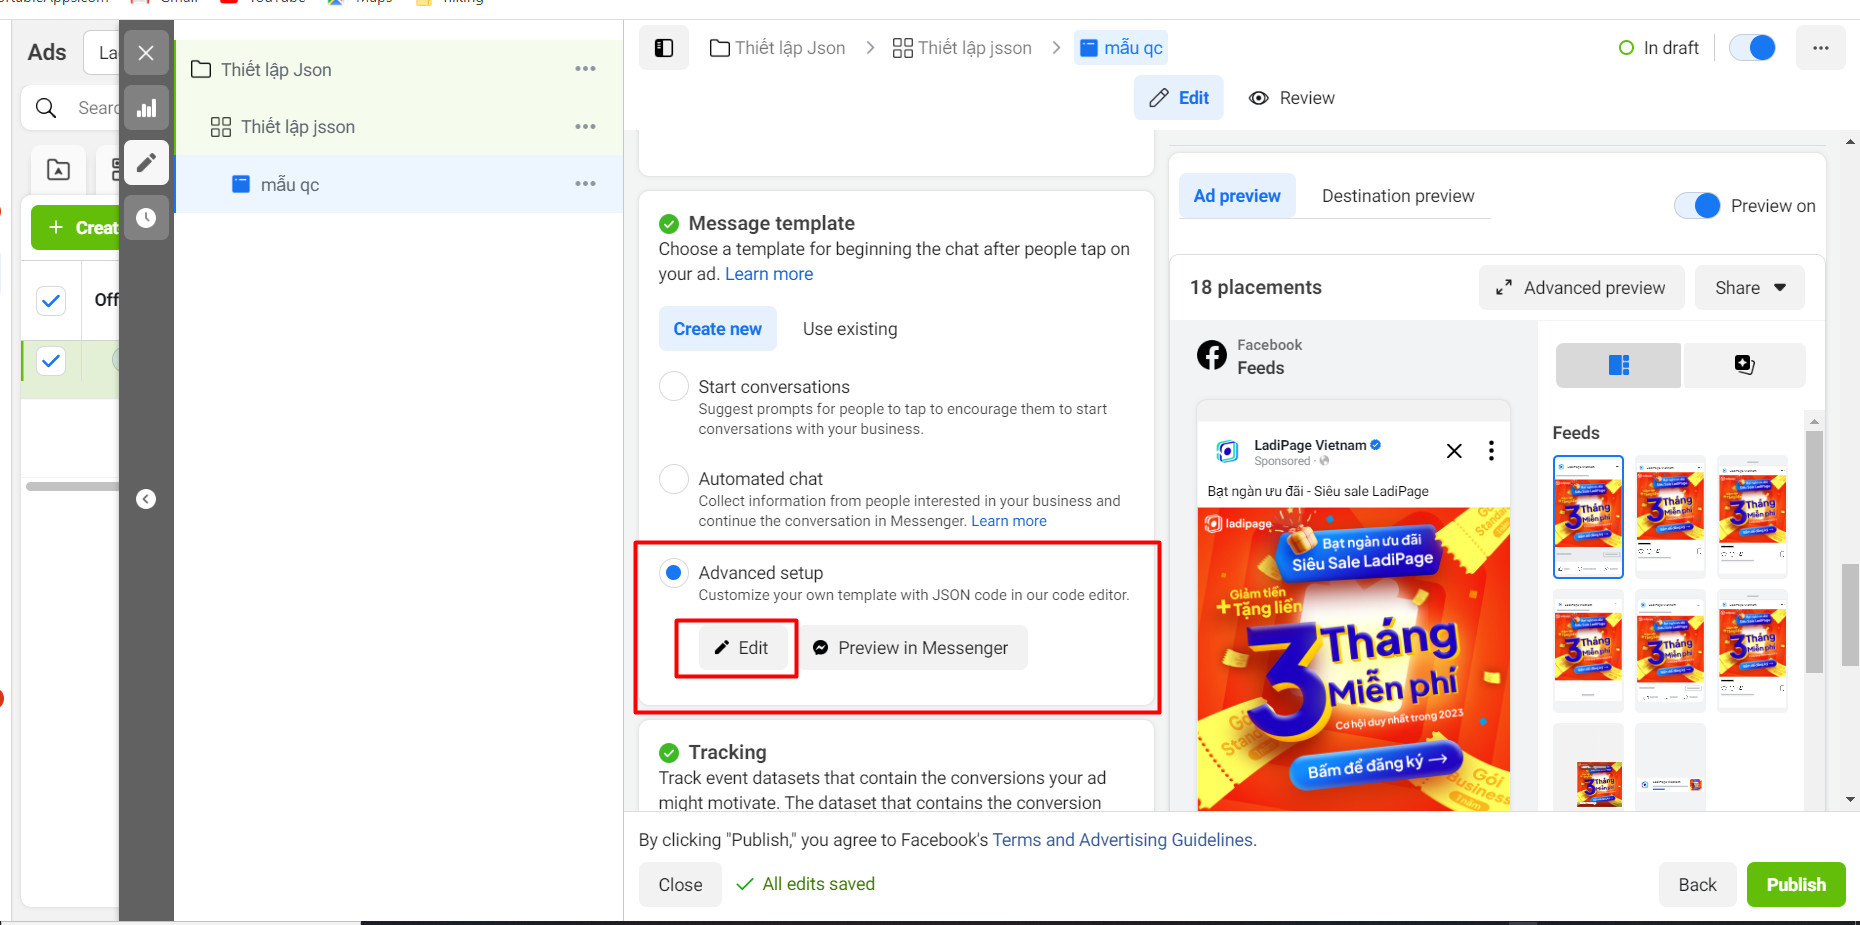 Gmail
YouTube
Maps
Ads
La
Searc
Creat
Off
Thiết lập Json
Thiết lập jsson
mẫu qc
Thiết lập Json
Thiết lập jsson
mẫu qc
In draft
Edit
Review
Message template
Choose a template for beginning the chat after people tap on
your ad. Learn more
Create new
Use existing
Start conversations
Suggest prompts for people to tap to encourage them to start
conversations with your business.
Automated chat
Collect information from people interested in your business and
continue the conversation in Messenger. Learn more
Advanced setup
Customize your own template with JSON code in our code editor.
Edit
Preview in Messenger
Tracking
Track event datasets that contain the conversions your ad
might motivate. The dataset that contains the conversion
Ad preview
Destination preview
Preview on
18 placements
Advanced preview
Share
Facebook
Feeds
LadiPage Vietnam
Sponsored ·
Bạt ngàn ưu đãi - Siêu sale LadiPage
ladipage
Bạt ngàn ưu đãi
Siêu Sale LadiPage
Giảm tiền
+Tặng liền
3 Tháng
Miễn phí
Cơ hội duy nhất trong 2023
Bấm để đăng ký
Gói
Business
Feeds
By clicking "Publish," you agree to Facebook's Terms and Advertising Guidelines.
Close
All edits saved
Back
Publish